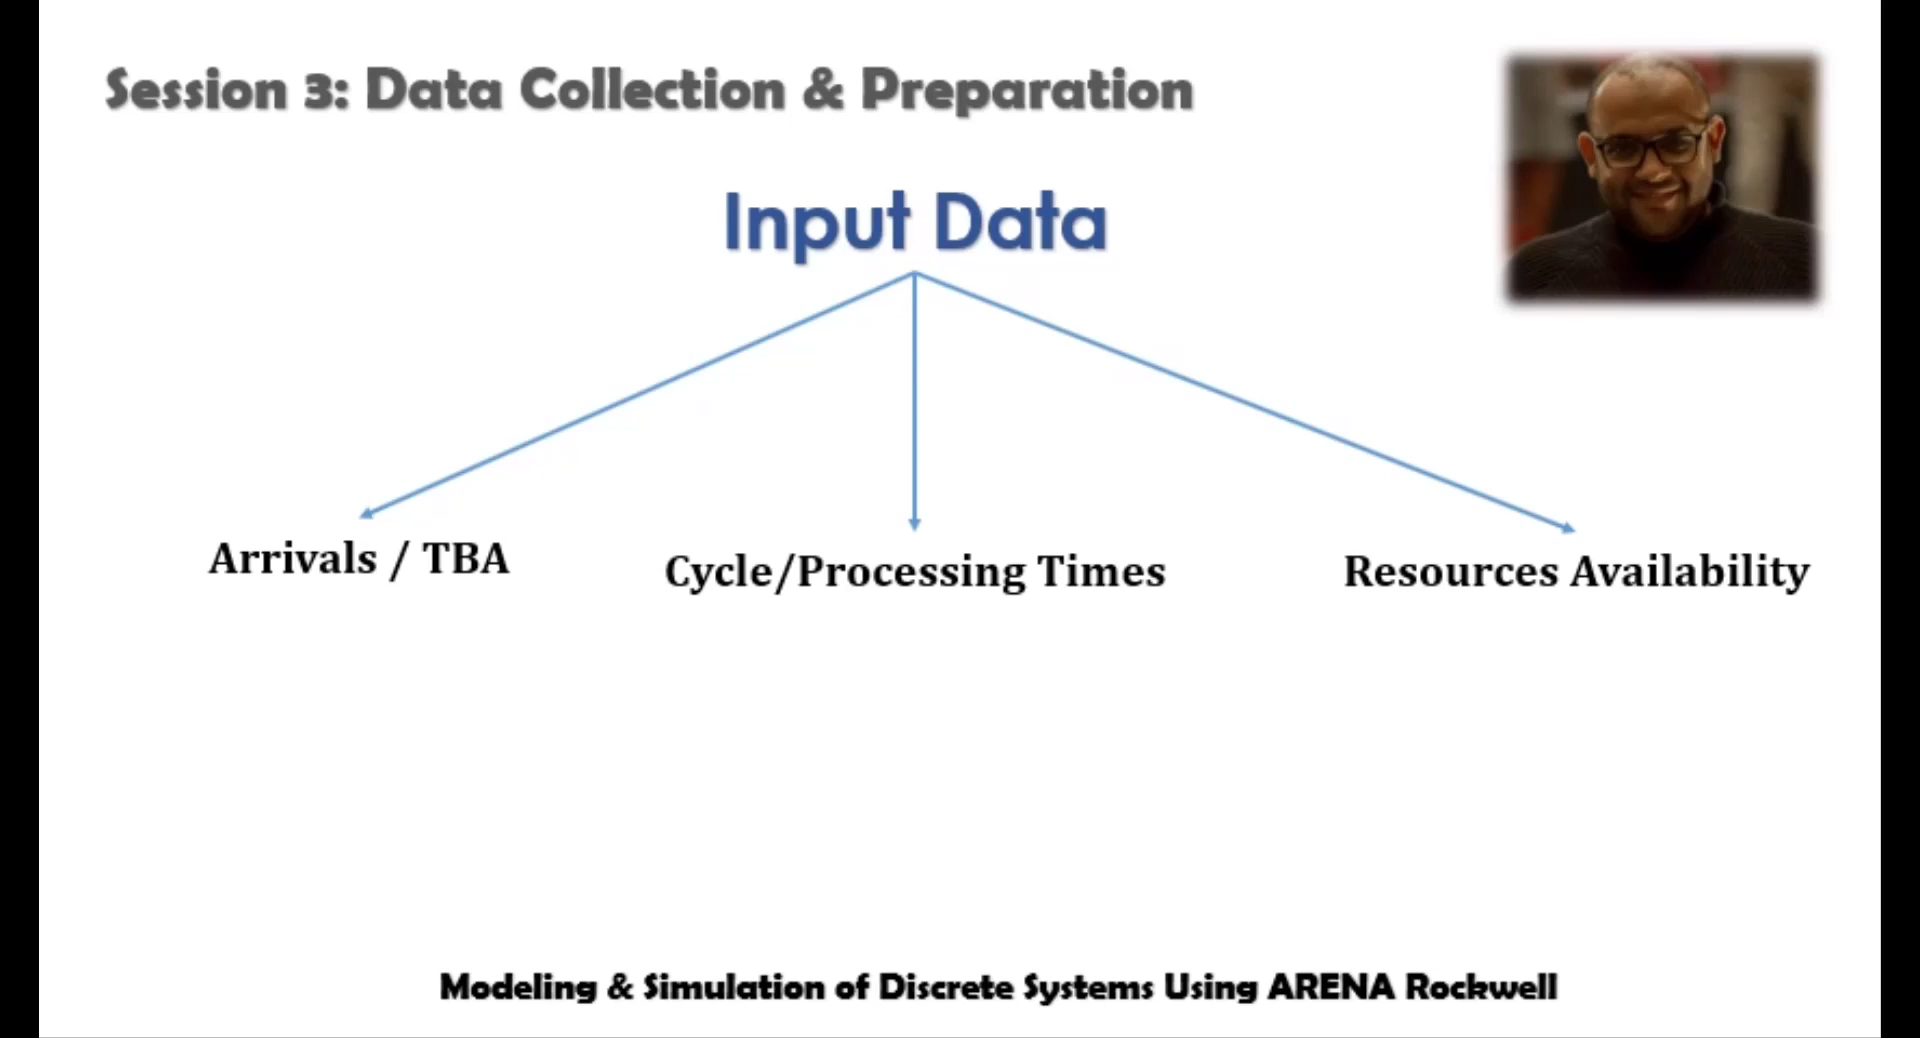 Session 3: Data Collection & Preparation
Input Data
Arrivals / TBA
Cycle/Processing Times
Resources Availability
Modeling & Simulation of Discrete Systems Using ARENA Rockwell